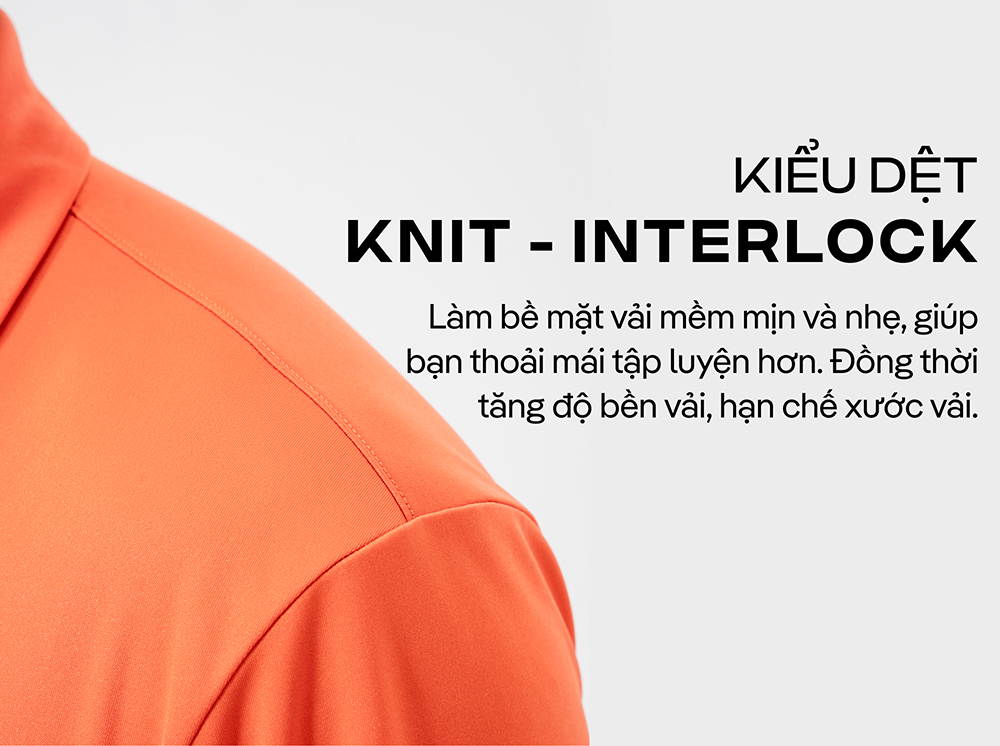 KIỂU DỆT
KNIT - INTERLOCK
Làm bề mặt vải mềm mịn và nhẹ, giúp
bạn thoải mái tập luyện hơn. Đồng thời
tăng độ bền vải, hạn chế xước vải.